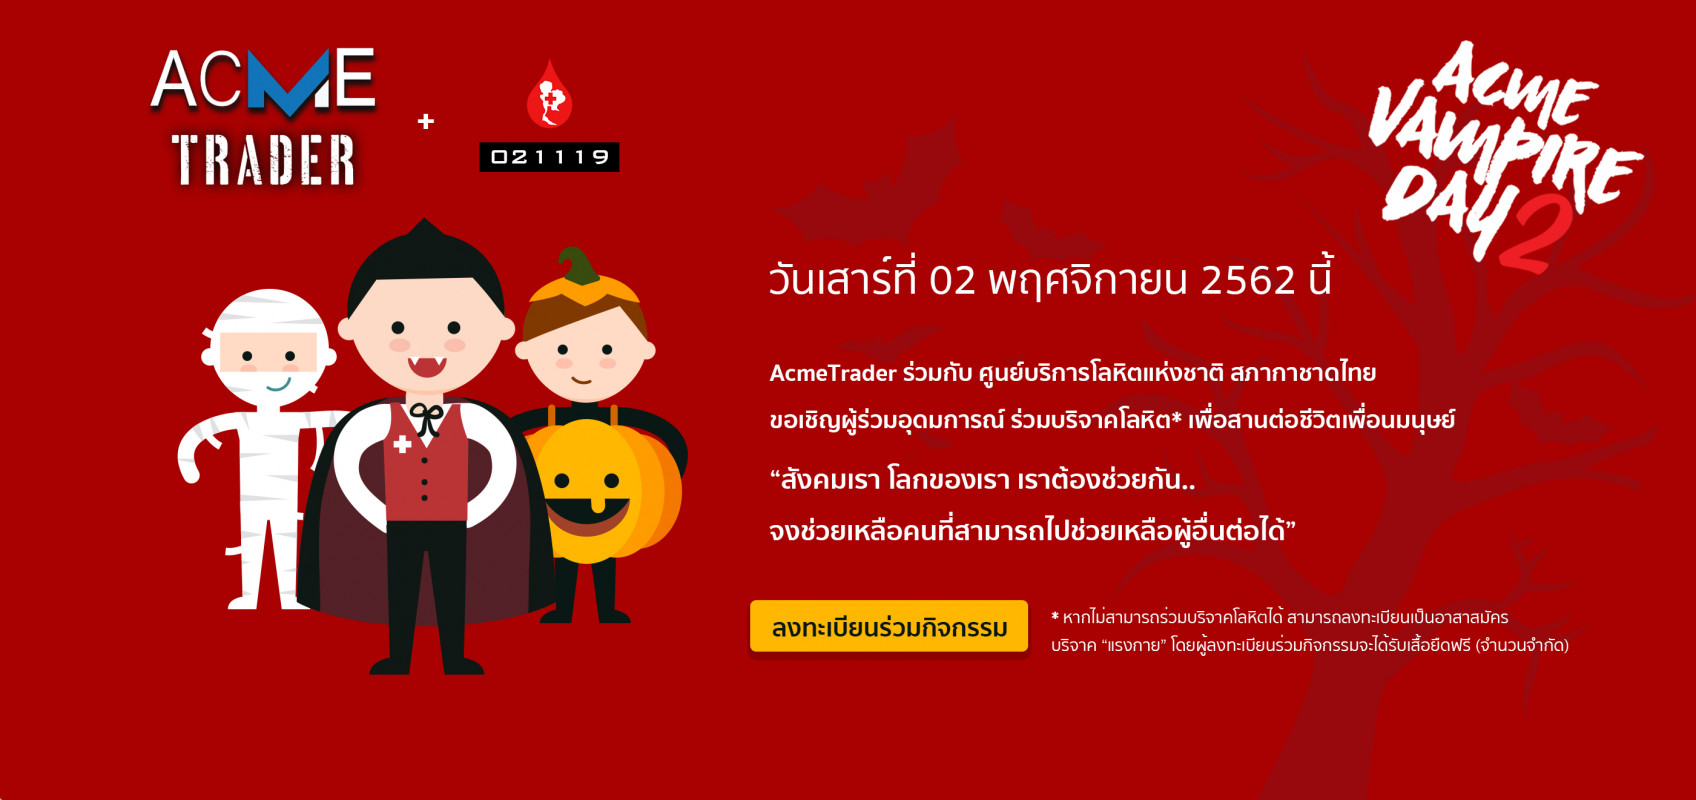 ACME
TRADER
+
021119
ACME
VAMPIRE
DAY 2
วันเสาร์ที่ 02 พฤศจิกายน 2562 นี้
AcmeTrader ร่วมกับ ศูนย์บริการโลหิตแห่งชาติ สภากาชาดไทย
ขอเชิญผู้ร่วมอุดมการณ์ ร่วมบริจาคโลหิต* เพื่อสานต่อชีวิตเพื่อนมนุษย์
“สังคมเรา โลกของเรา เราต้องช่วยกัน..
จงช่วยเหลือคนที่สามารถไปช่วยเหลือผู้อื่นต่อได้”
ลงทะเบียนร่วมกิจกรรม
* หากไม่สามารถร่วมบริจาคโลหิตได้ สามารถลงทะเบียนเป็นอาสาสมัคร
บริจาค “แรงกาย” โดยผู้ลงทะเบียนร่วมกิจกรรมจะได้รับเสื้อยืดฟรี (จำนวนจำกัด)